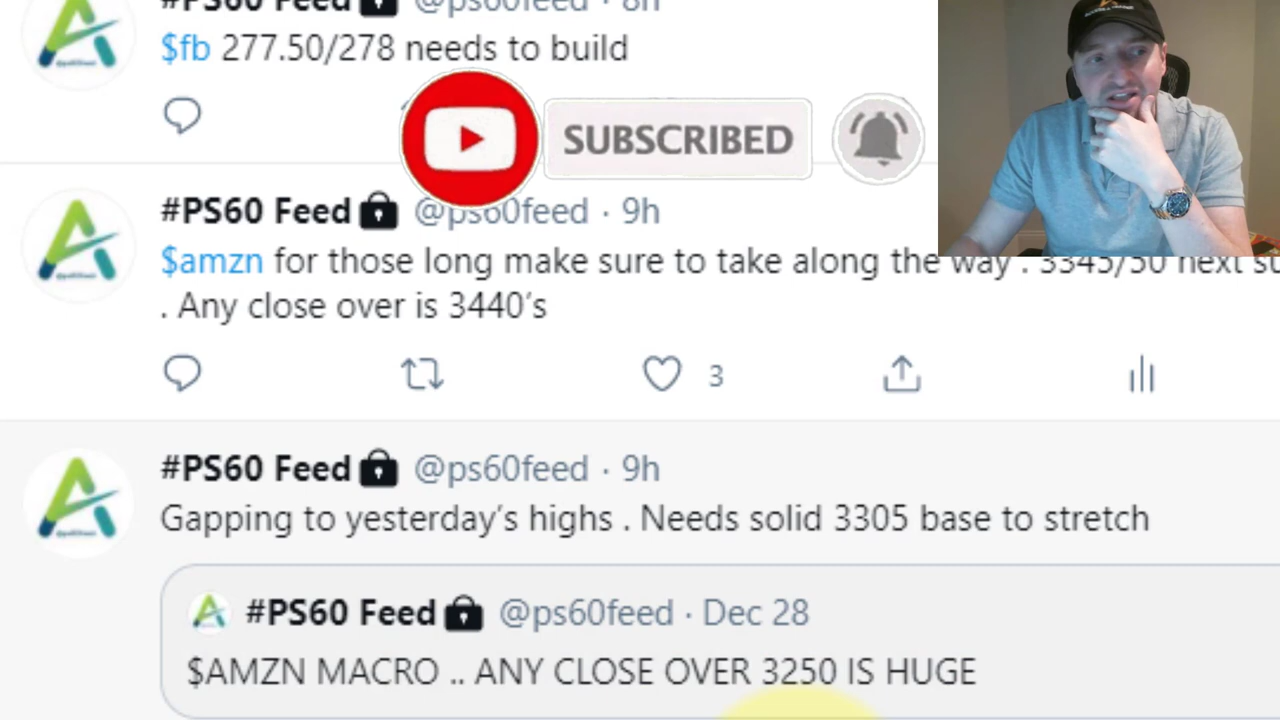 #PS60 Feed @ps60feed · 8h
$fb 277.50/278 needs to build
SUBSCRIBED
#PS60 Feed @ps60feed · 9h
$amzn for those long make sure to take along the way . 3345/50 next
. Any close over is 3440's
3
#PS60 Feed @ps60feed · 9h
Gapping to yesterday's highs . Needs solid 3305 base to stretch
#PS60 Feed @ps60feed · Dec 28
$AMZN MACRO .. ANY CLOSE OVER 3250 IS HUGE